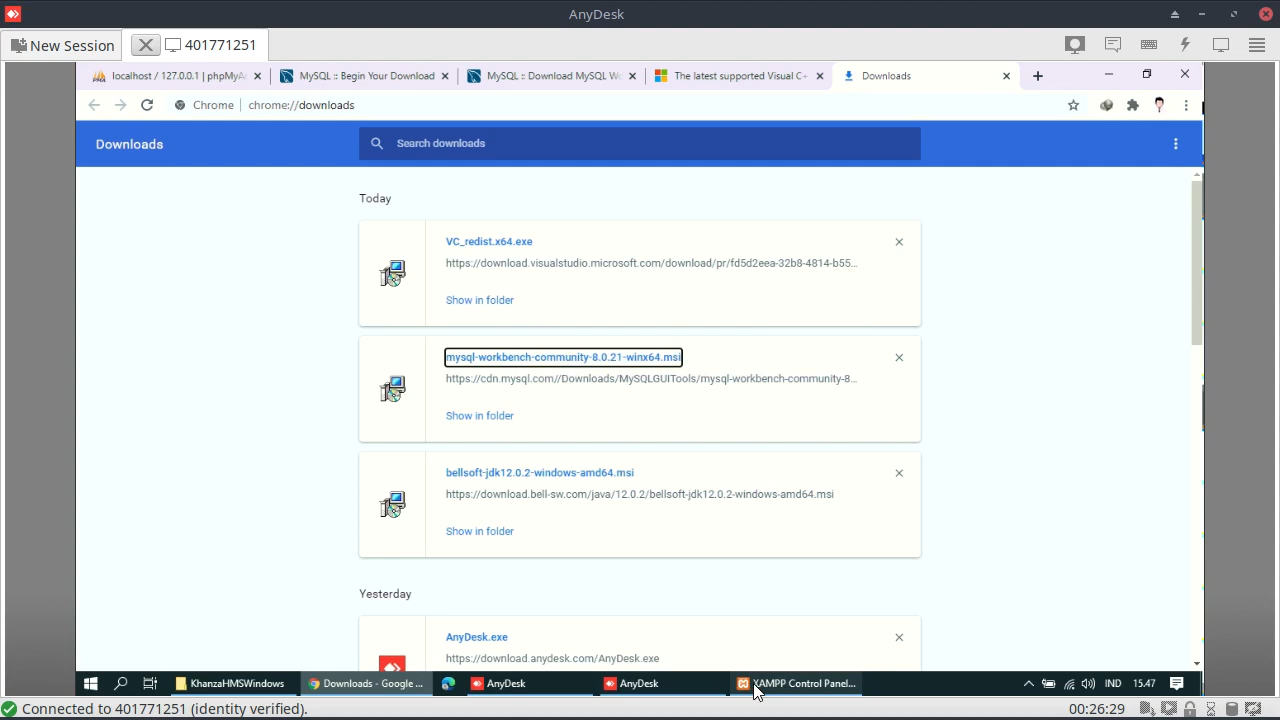 AnyDesk
New Session
401771251
localhost / 127.0.0.1 | phpMyA
MySQL :: Begin Your Download
MySQL :: Download MySQL Wo
The latest supported Visual C+
Downloads
Chrome
chrome://downloads
Downloads
Search downloads
Today
VC_redist.x64.exe
https://download.visualstudio.microsoft.com/download/pr/fd5d2eea-32b8-4814-b55...
Show in folder
mysql-workbench-community-8.0.21-winx64.msi
https://cdn.mysql.com//Downloads/MySQLGUITools/mysql-workbench-community-8...
Show in folder
bellsoft-jdk12.0.2-windows-amd64.msi
https://download.bell-sw.com/java/12.0.2/bellsoft-jdk12.0.2-windows-amd64.msi
Show in folder
Yesterday
AnyDesk.exe
https://download.anydesk.com/AnyDesk.exe
KhanzaHMSWindows
Downloads - Google ...
AnyDesk
AnyDesk
XAMPP Control Panel...
IND
15.47
Connected to 401771251 (identity verified).
00:26:29